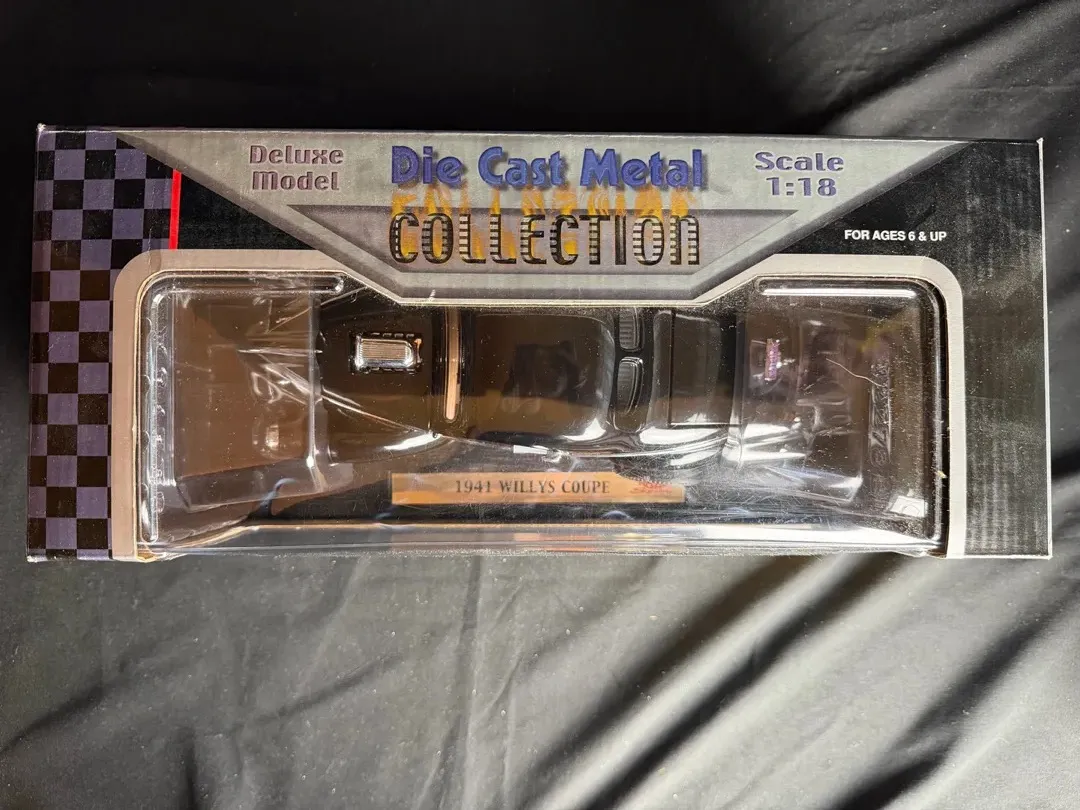 Deluxe
Model
Die Cast Metal
COLLECTION
Scale
1:18
FOR AGES 6 & UP
1941 WILLYS COUPE